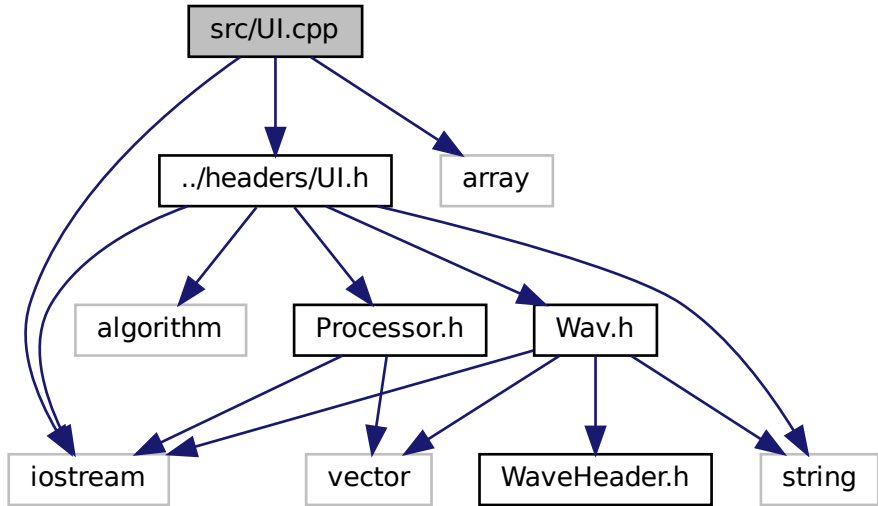 src/UI.cpp
../headers/UI.h
array
algorithm
Processor.h
Wav.h
iostream
vector
WaveHeader.h
string